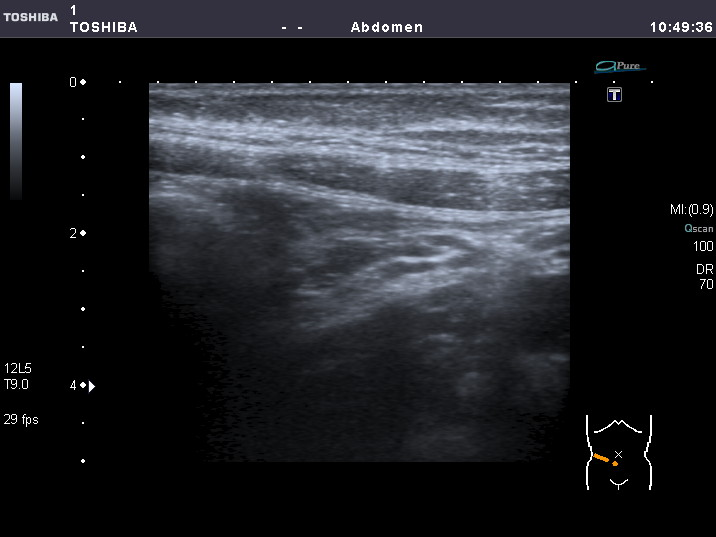 TOSHIBA
1
TOSHIBA - - Abdomen 10:49:36
aPure
T
0
MI:(0.9)
Qscan
100
DR
70
2
12L5
T9.0
4
29 fps